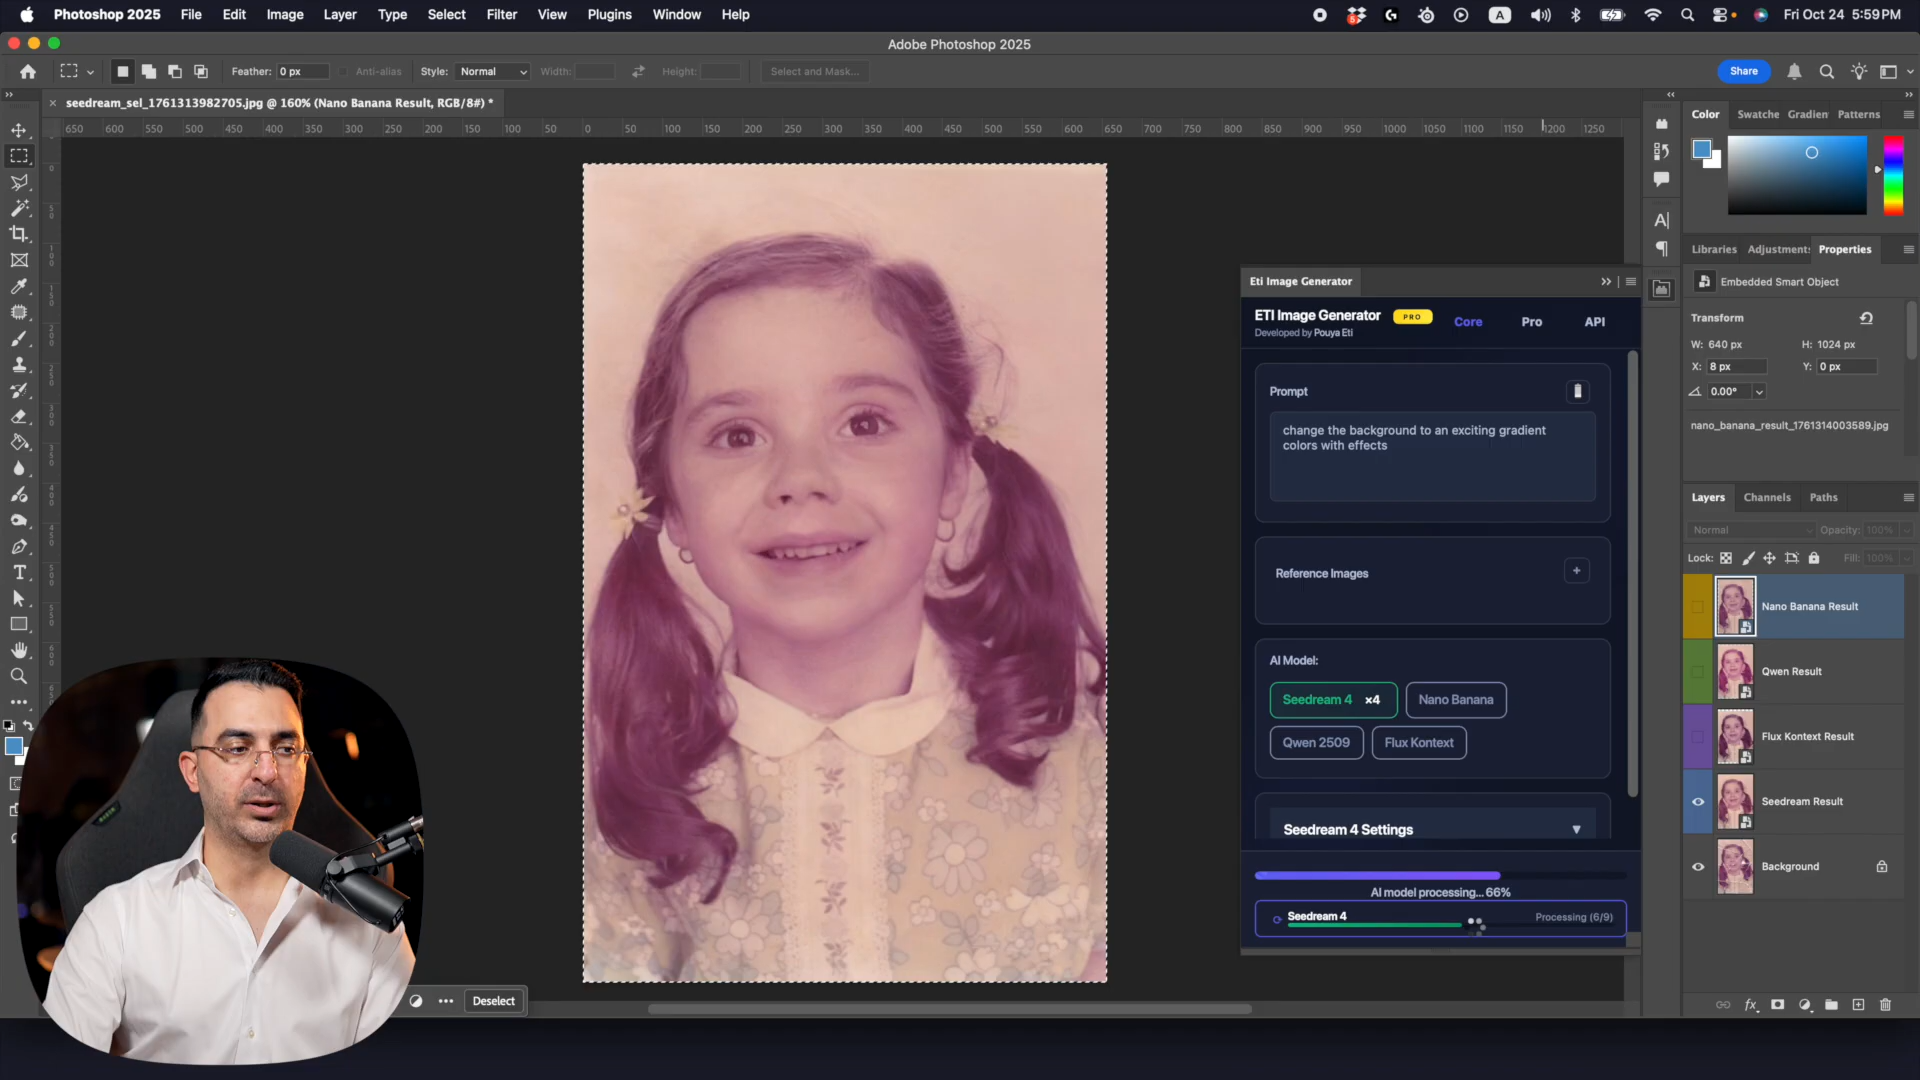 Photoshop 2025 File Edit Image Layer Type Select Filter View Plugins Window Help
5 A Fri Oct 24 5:59 PM
Adobe Photoshop 2025
Feather: 0 px Anti-alias Style: Normal Width: Height: Select and Mask... Share
seedream_sel_1761313982705.jpg @ 160% (Nano Banana Result, RGB/8#) *
650 600 550 500 450 400 350 300 250 200 150 100 50 0 50 100 150 200 250 300 350 400 450 500 550 600 650 700 750 800 850 900 950 1000 1050 1100 1150 1200 1250
Color Swatche Gradien Patterns
Libraries Adjustment: Properties
Embedded Smart Object
Transform
W: 640 px H: 1024 px
X: 8 px Y: 0 px
0.00°
nano_banana_result_1761314003589.jpg
Layers Channels Paths
Normal Opacity: 100%
Lock: Fill: 100%
Nano Banana Result
Qwen Result
Flux Kontext Result
Seedream Result
Background
Eti Image Generator
ETI Image Generator PRO Core Pro API
Developed by Pouya Eti
Prompt
change the background to an exciting gradient
colors with effects
Reference Images
+
AI Model:
Seedream 4 ×4 Nano Banana
Qwen 2509 Flux Kontext
Seedream 4 Settings
AI model processing... 66%
Seedream 4 Processing (6/9)
Deselect